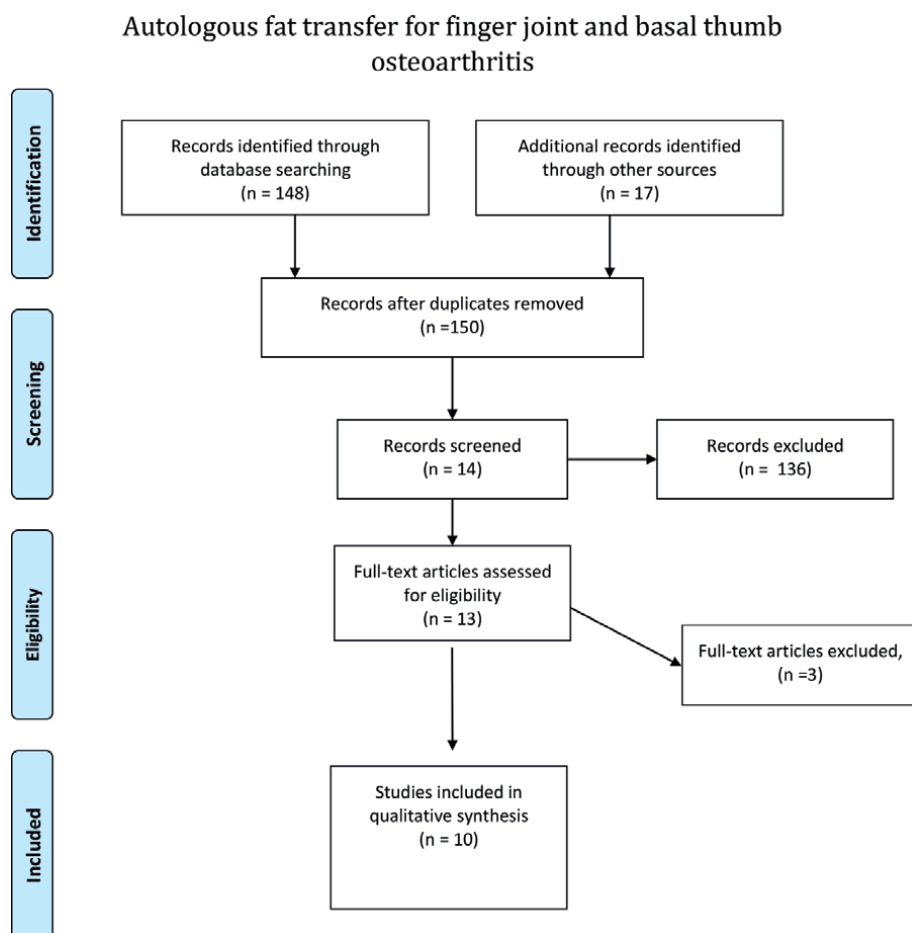 Autologous fat transfer for finger joint and basal thumb
osteoarthritis
Identification
Records identified through
database searching
(n = 148)
Additional records identified
through other sources
(n = 17)
Records after duplicates removed
(n =150)
Screening
Records screened
(n = 14)
Records excluded
(n = 136)
Eligibility
Full-text articles assessed
for eligibility
(n = 13)
Full-text articles excluded,
(n =3)
Included
Studies included in
qualitative synthesis
(n = 10)